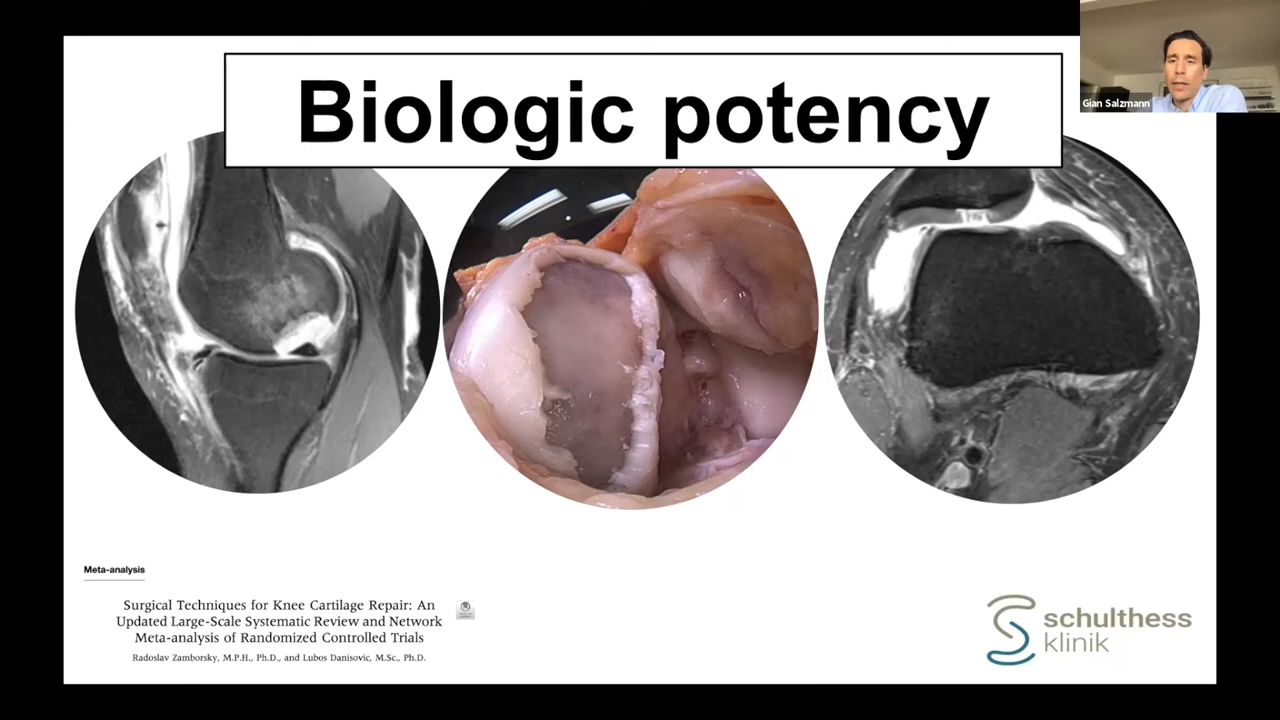 Biologic potency
Gian Salzmann
Meta-analysis
Surgical Techniques for Knee Cartilage Repair: An
Updated Large-Scale Systematic Review and Network
Meta-analysis of Randomized Controlled Trials
Radoslav Zamborsky, M.P.H., Ph.D., and Lubos Danisovic, M.Sc., Ph.D.
schulthess
klinik